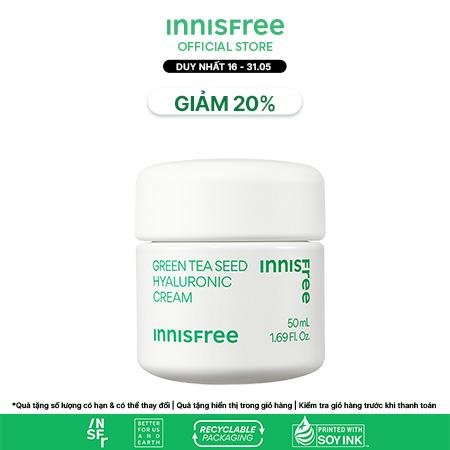 innisfree
OFFICIAL STORE
DUY NHẤT 16 - 31.05
GIẢM 20%
GREEN TEA SEED
HYALURONIC
CREAM
innisfree
innisfree
50 mL
1.69 Fl. Oz.
*Quà tặng số lượng có hạn & có thể thay đổi | Quà tặng hiển thị trong giỏ hàng | Kiểm tra giỏ hàng trước khi thanh toán
/NSFT
BETTER
FOR US
AND
EARTH
RECYCLABLE
PACKAGING
PRINTED WITH
SOY INK